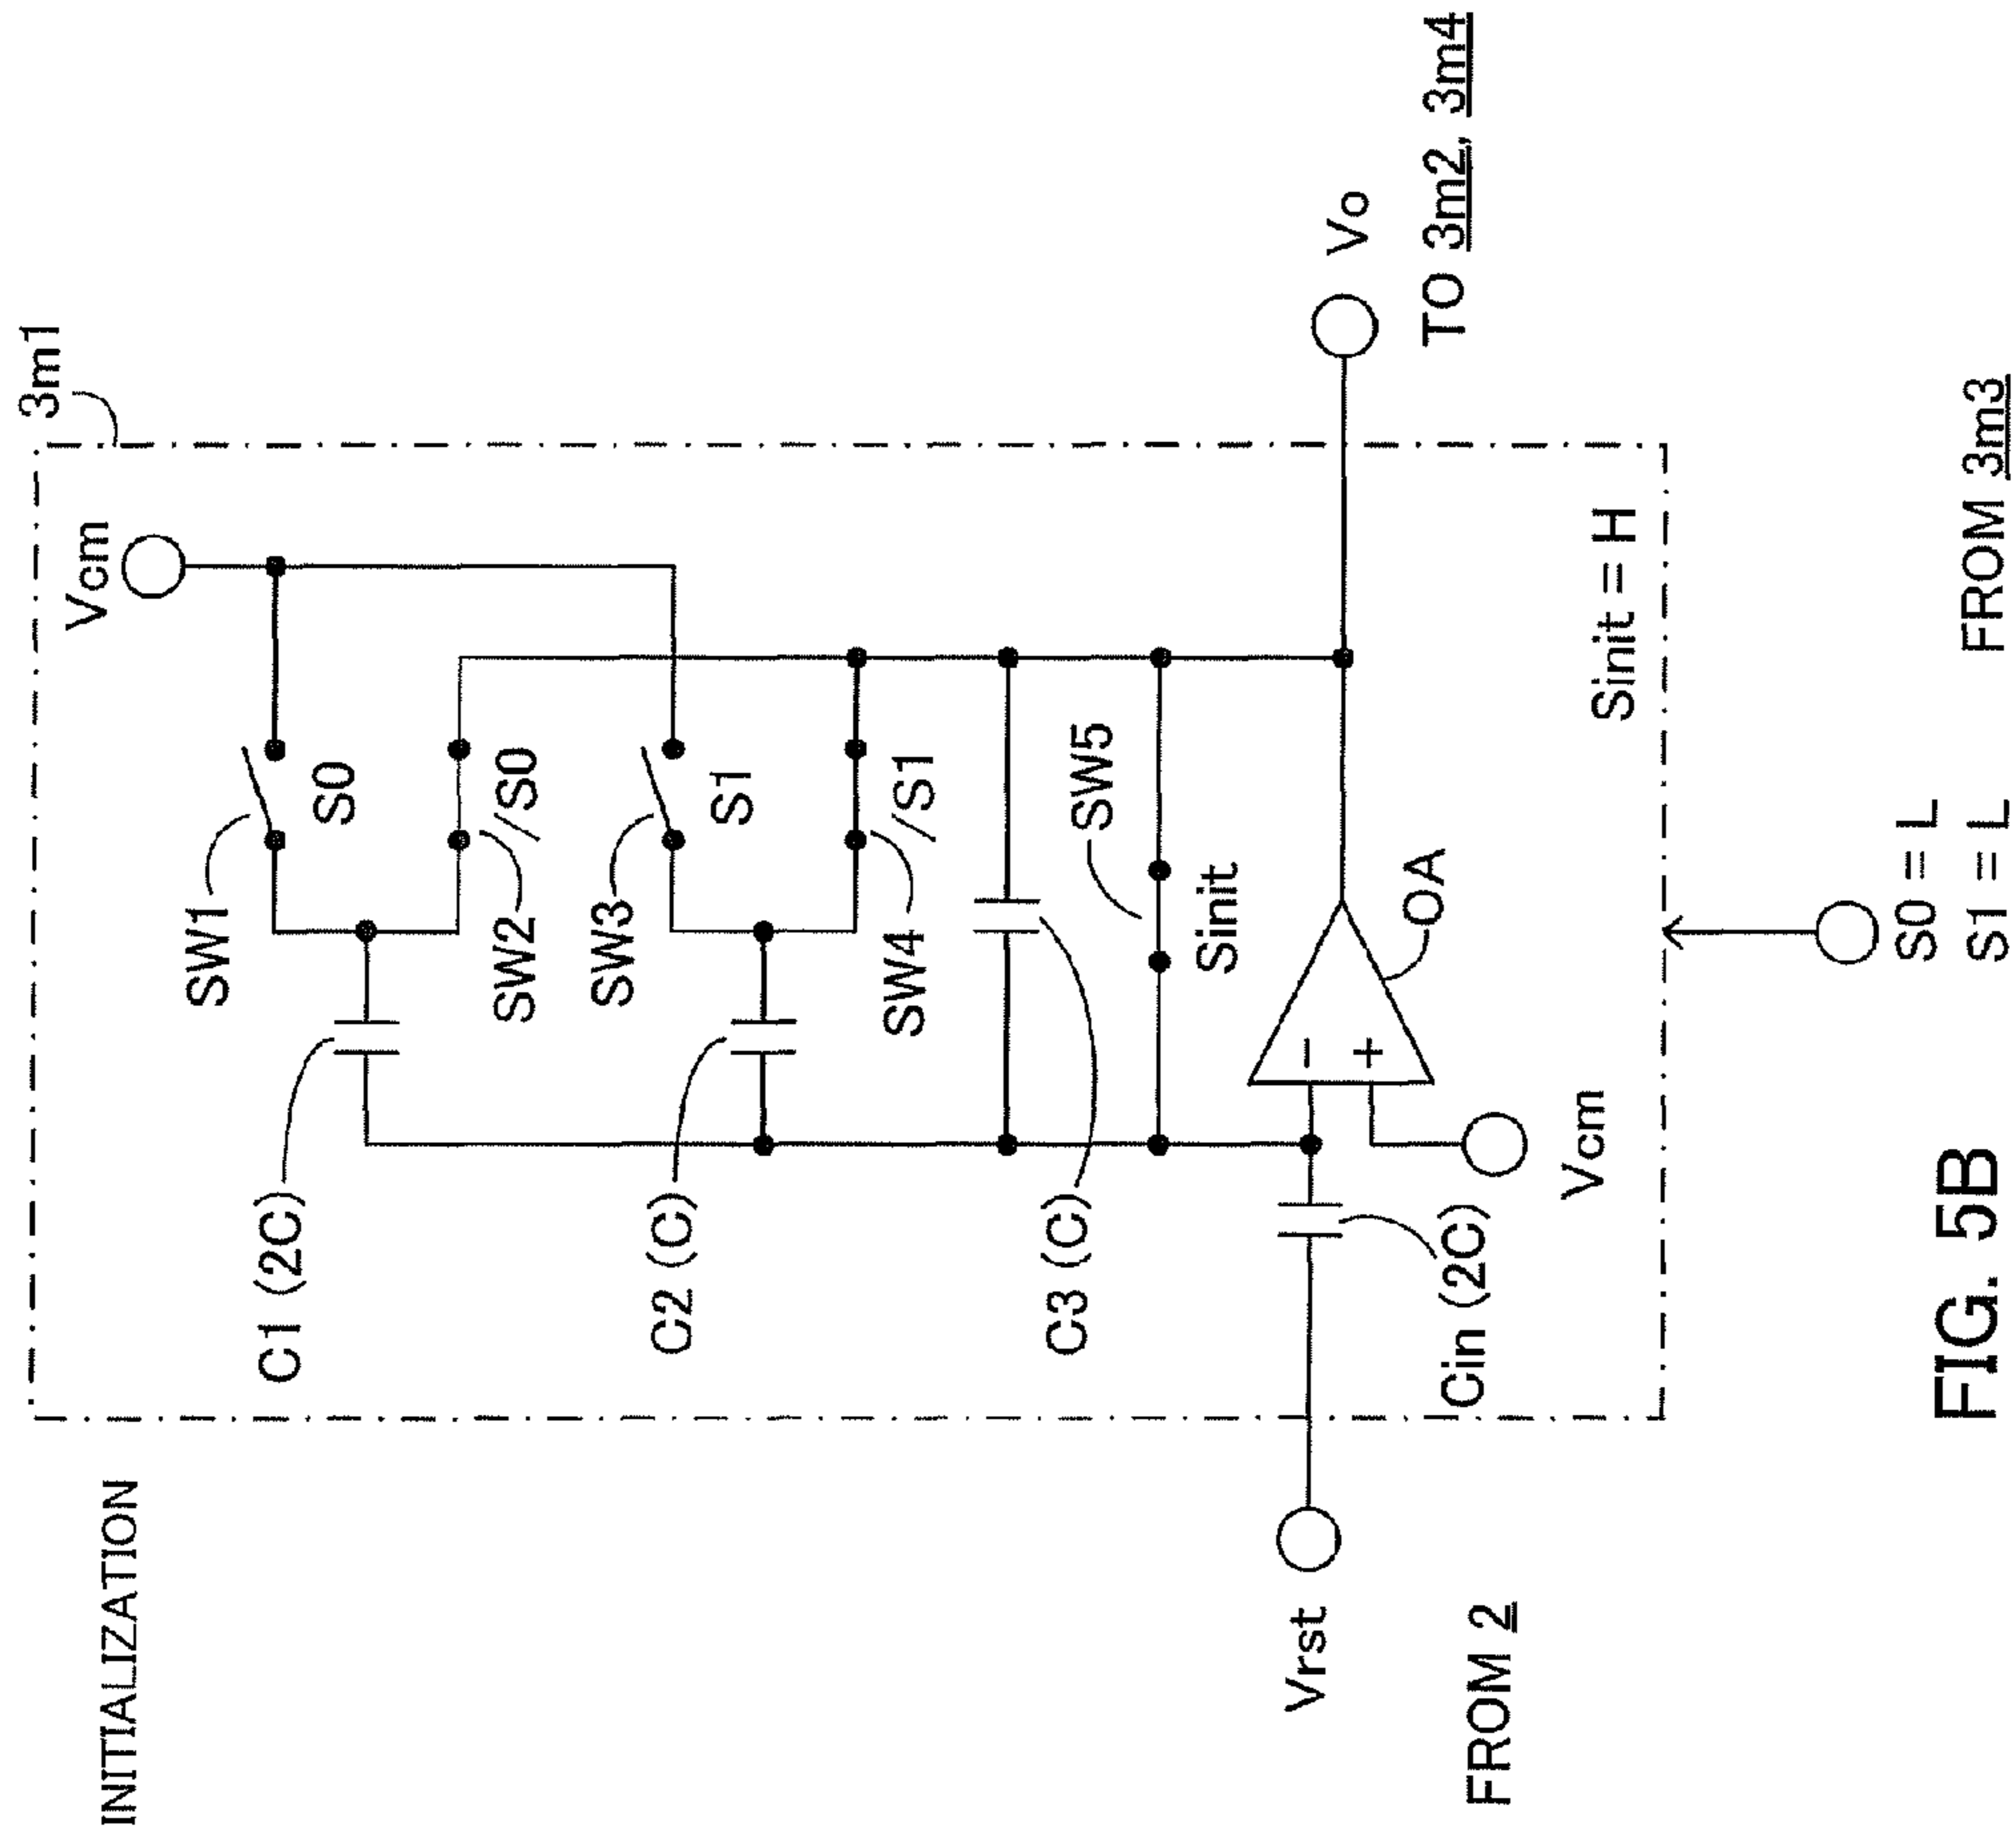 INITIALIZATION
3m1
Vcm
SW1
S0
C1 (2C)
SW2
/S0
SW3
S1
C2 (C)
SW4
/S1
C3 (C)
SW5
Sinit
Vrst
FROM 2
-
+
OA
Vo
TO 3m2, 3m4
Cin (2C)
Vcm
Sinit = H
S0 = L
S1 = L
FROM 3m3
FIG. 5B